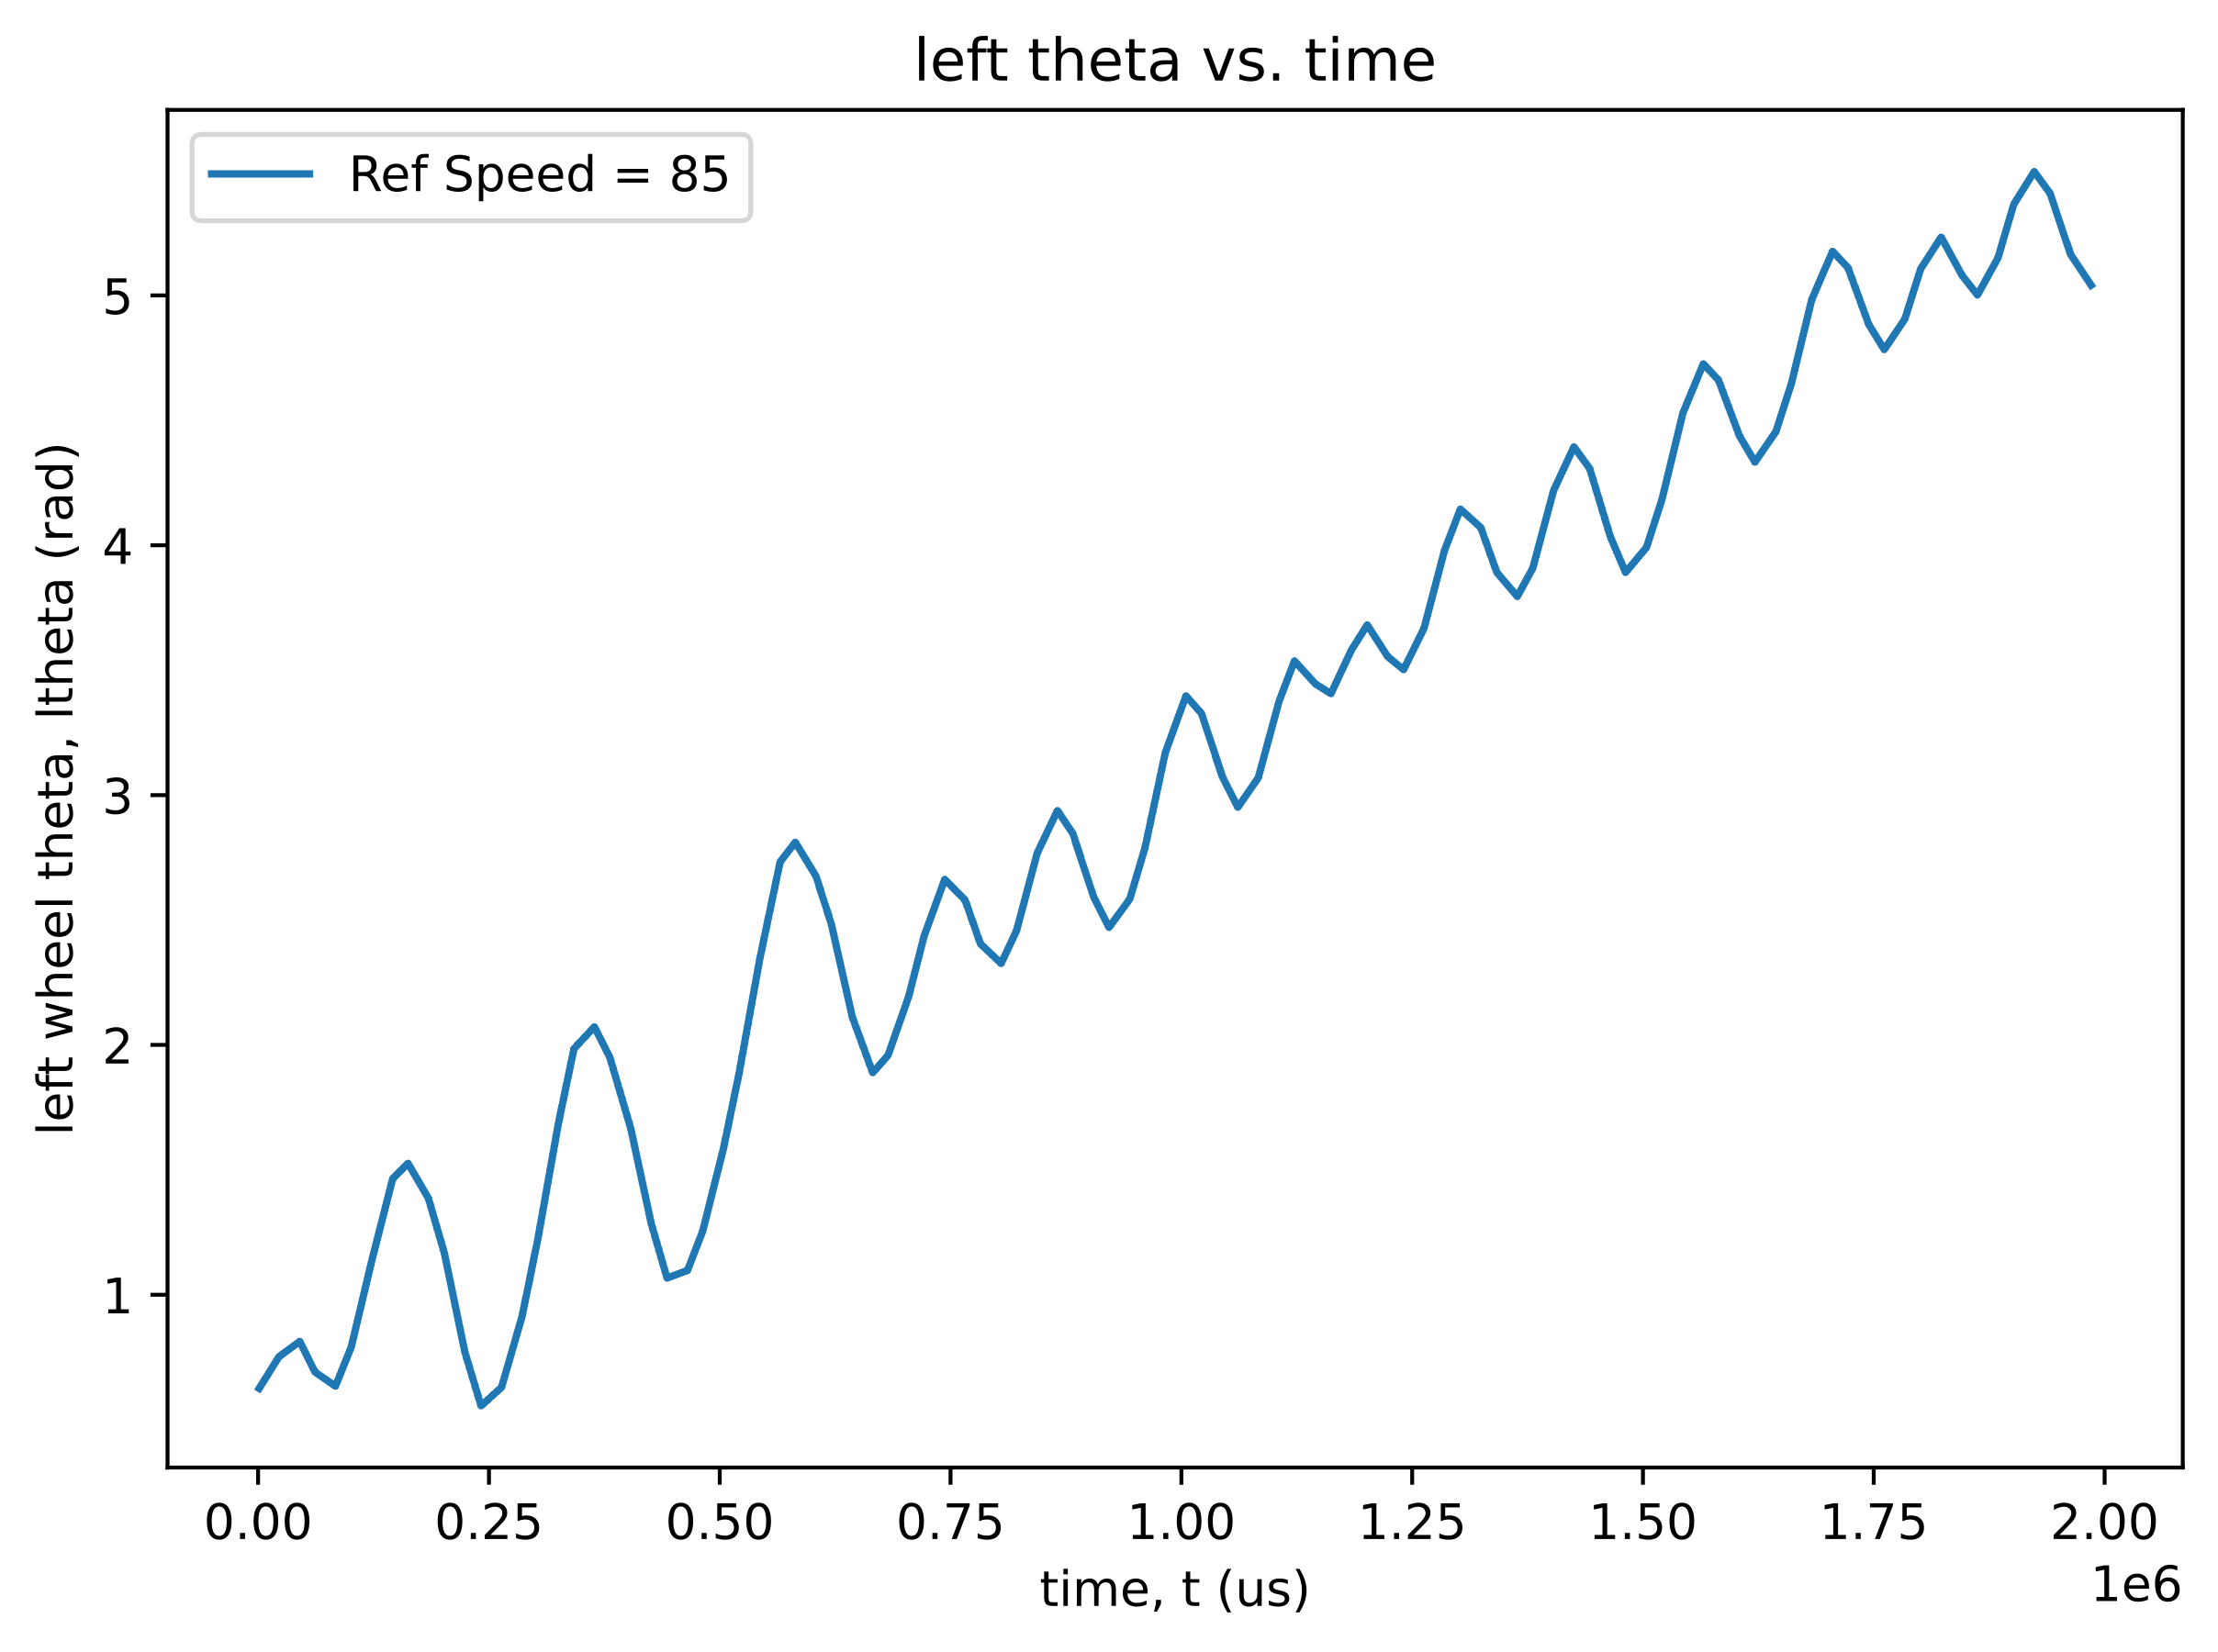 left theta vs. time
Ref Speed = 85
left wheel theta, ltheta (rad)
5
4
3
2
1
0.00 0.25 0.50 0.75 1.00 1.25 1.50 1.75 2.00
1e6
time, t (us)